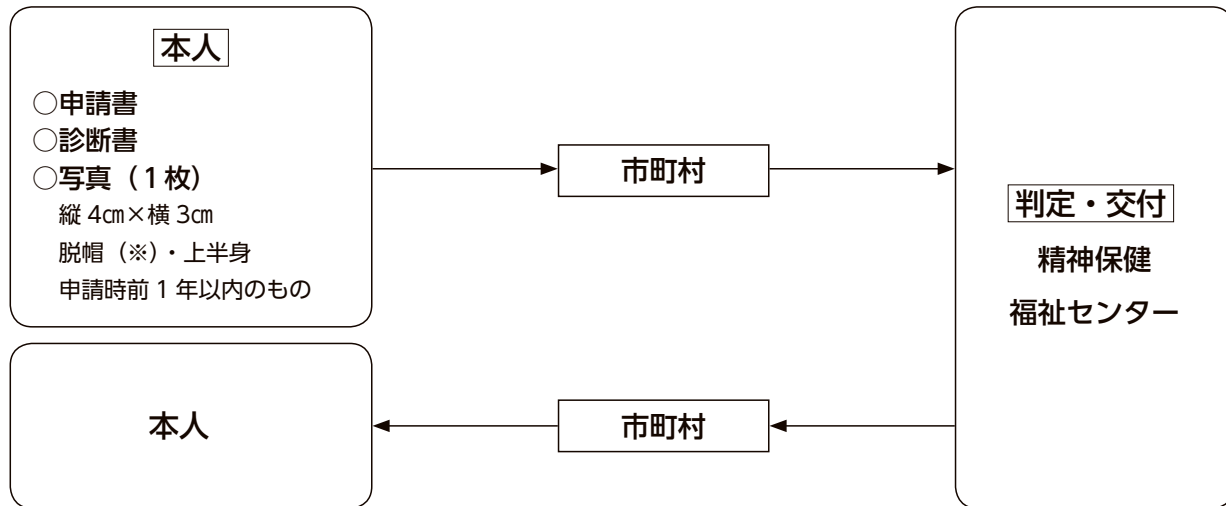 本人
○申請書
○診断書
○写真（1枚）
縦 4㎝×横 3㎝
脱帽（※）・上半身
申請時前 1 年以内のもの
市町村
判定・交付
精神保健
福祉センター
市町村
本人